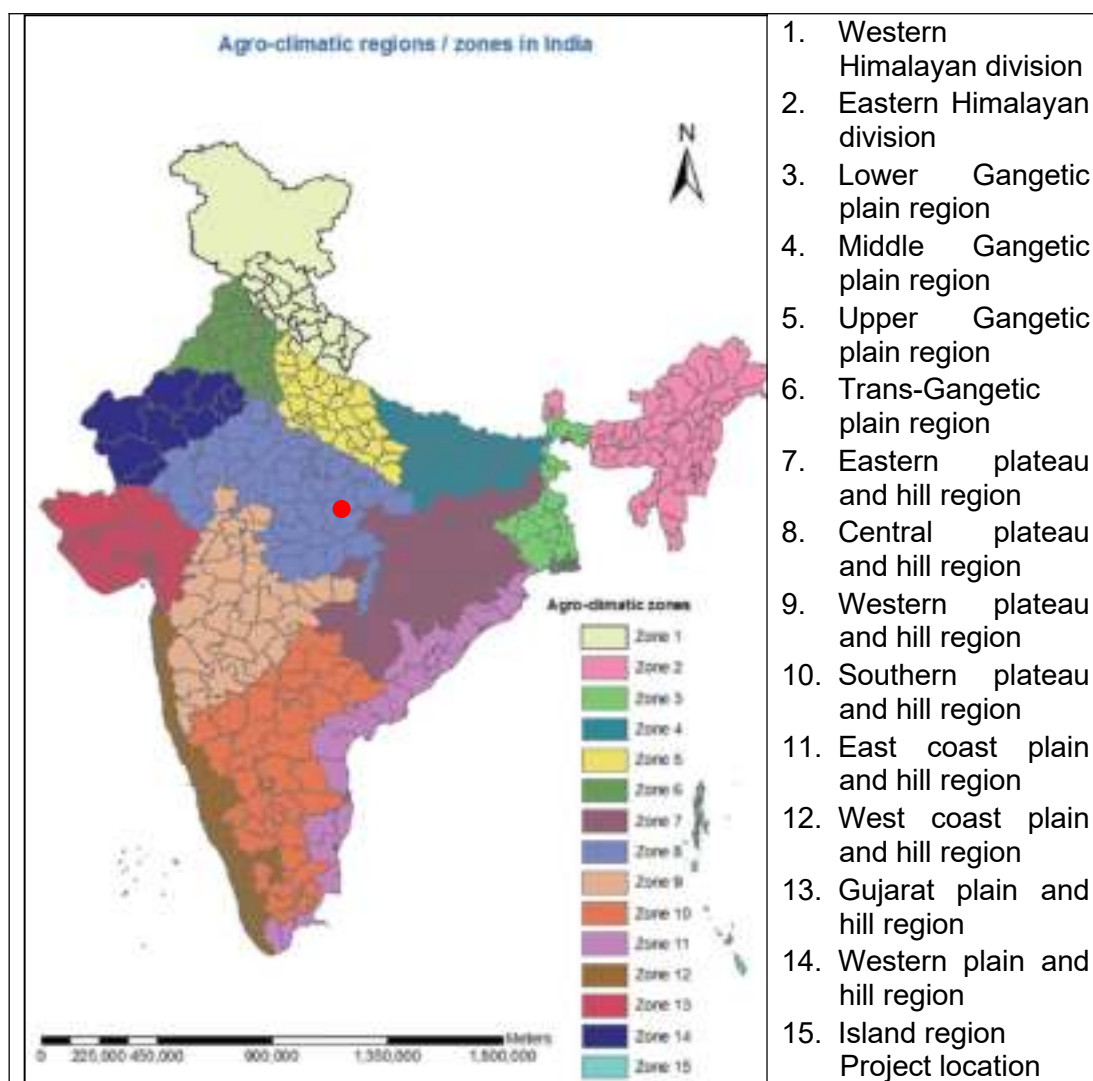 Agro-climatic regions / zones in India
N
Agro-climatic zones
Zone 1
Zone 2
Zone 3
Zone 4
Zone 5
Zone 6
Zone 7
Zone 8
Zone 9
Zone 10
Zone 11
Zone 12
Zone 13
Zone 14
Zone 15
Meters
0 225,000 450,000 900,000 1,350,000 1,800,000
1. Western
Himalayan division
2. Eastern Himalayan
division
3. Lower Gangetic
plain region
4. Middle Gangetic
plain region
5. Upper Gangetic
plain region
6. Trans-Gangetic
plain region
7. Eastern plateau
and hill region
8. Central plateau
and hill region
9. Western plateau
and hill region
10. Southern plateau
and hill region
11. East coast plain
and hill region
12. West coast plain
and hill region
13. Gujarat plain and
hill region
14. Western plain and
hill region
15. Island region
Project location